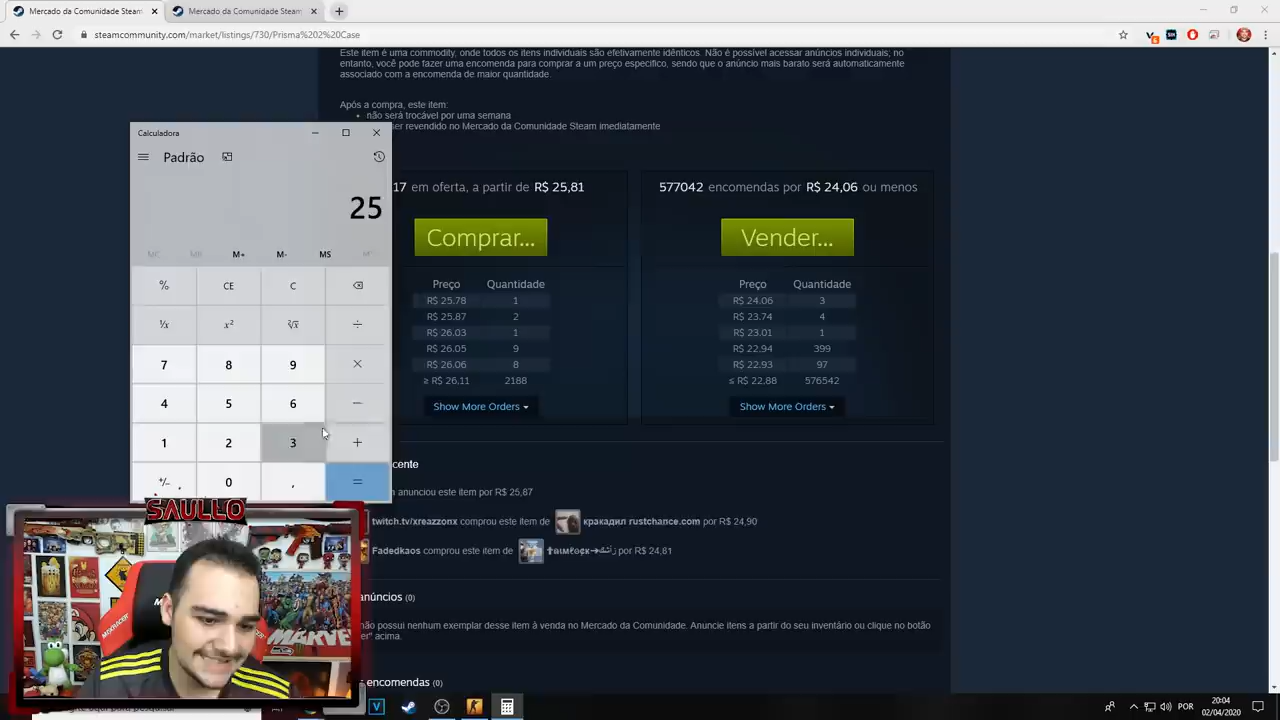 Mercado da Comunidade Steam
Mercado da Comunidade Steam
steamcommunity.com/market/listings/730/Prisma%202%20Case
Este item é uma commodity, onde todos os itens individuais são efetivamente idênticos. Não é possível acessar anúncios individuais; no
entanto, você pode fazer uma encomenda para comprar a um preço específico, sendo que o anúncio mais barato será automaticamente
associado com a encomenda de maior quantidade.
Após a compra, este item:
não será trocável por uma semana
ser revendido no Mercado da Comunidade Steam imediatamente
Calculadora
Padrão
25
MC MR M+ M- MS
% CE C
¹/x x² ²√x ÷
7 8 9 ×
4 5 6 −
1 2 3 +
+/- 0 , =
17 em oferta, a partir de R$ 25,81
Comprar...
Preço Quantidade
R$ 25.78 1
R$ 25.87 2
R$ 26.03 1
R$ 26.05 9
R$ 26.06 8
≥ R$ 26.11 2188
Show More Orders
577042 encomendas por R$ 24,06 ou menos
Vender...
Preço Quantidade
R$ 24.06 3
R$ 23.74 4
R$ 23.01 1
R$ 22.94 399
R$ 22.93 97
≤ R$ 22.88 576542
Show More Orders
cente
anunciou este item por R$ 25,87
twitch.tv/xreazzonx comprou este item de кракадил rustchance.com por R$ 24,90
Fadedkaos comprou este item de por R$ 24,81
anúncios (0)
não possui nenhum exemplar desse item à venda no Mercado da Comunidade. Anuncie itens a partir do seu inventário ou clique no botão
er" acima.
encomendas (0)
SAULLO
MARVEL
POR
20:04
02/04/2020